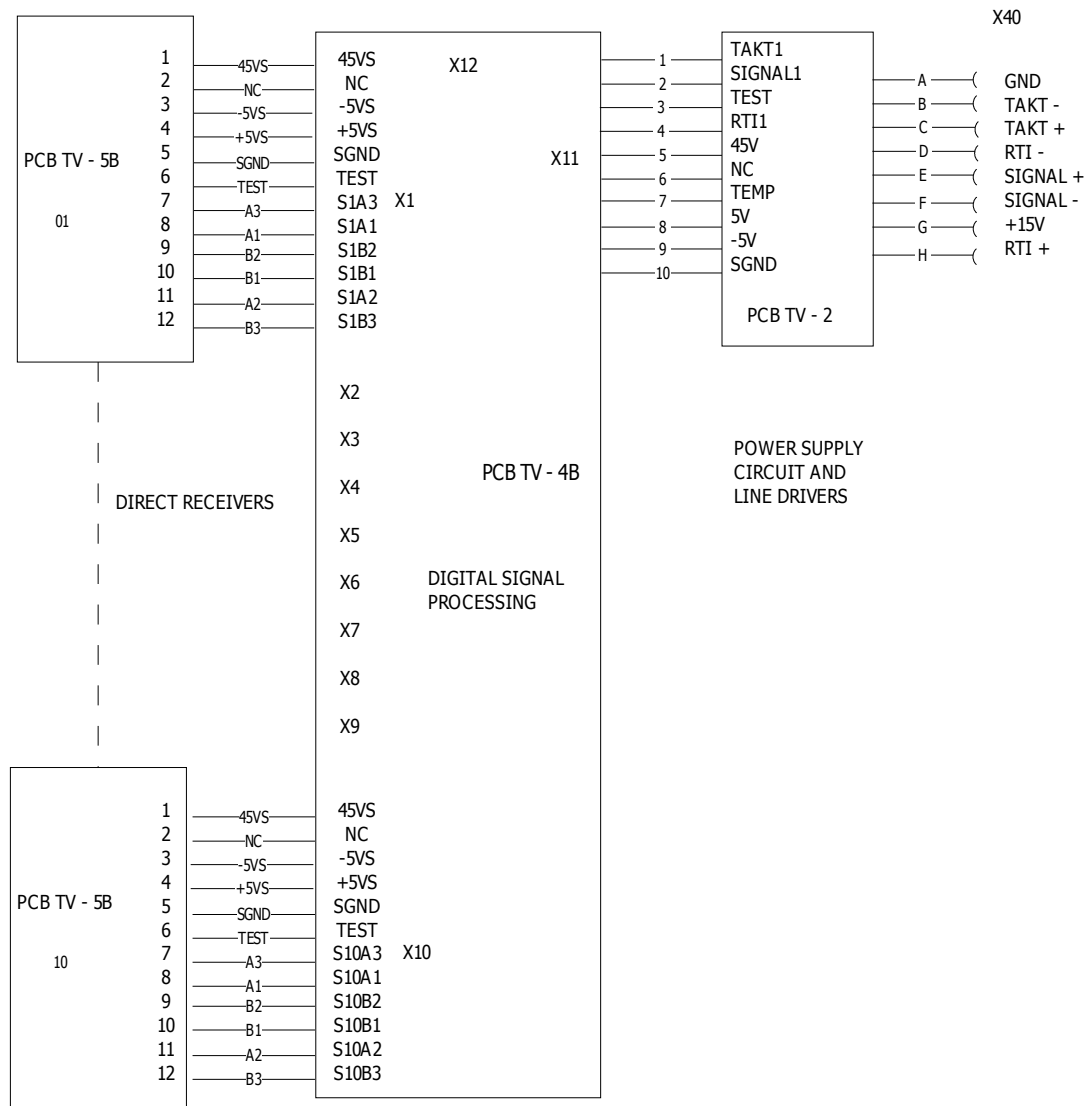 X40
PCB TV - 5B
01
1
2
3
4
5
6
7
8
9
10
11
12
45VS
NC
-5VS
+5VS
SGND
TEST
A3
A1
B2
B1
A2
B3
45VS
NC
-5VS
+5VS
SGND
TEST
S1A3
S1A1
S1B2
S1B1
S1A2
S1B3
X1
X12
X11
1
2
3
4
5
6
7
8
9
10
TAKT1
SIGNAL1
TEST
RTI1
45V
NC
TEMP
5V
-5V
SGND
PCB TV - 2
A
B
C
D
E
F
G
H
GND
TAKT -
TAKT +
RTI -
SIGNAL +
SIGNAL -
+15V
RTI +
X2
X3
X4
X5
X6
X7
X8
X9
DIRECT RECEIVERS
PCB TV - 4B
DIGITAL SIGNAL
PROCESSING
POWER SUPPLY
CIRCUIT AND
LINE DRIVERS
PCB TV - 5B
10
1
2
3
4
5
6
7
8
9
10
11
12
45VS
NC
-5VS
+5VS
SGND
TEST
A3
A1
B2
B1
A2
B3
45VS
NC
-5VS
+5VS
SGND
TEST
S10A3
S10A1
S10B2
S10B1
S10A2
S10B3
X10